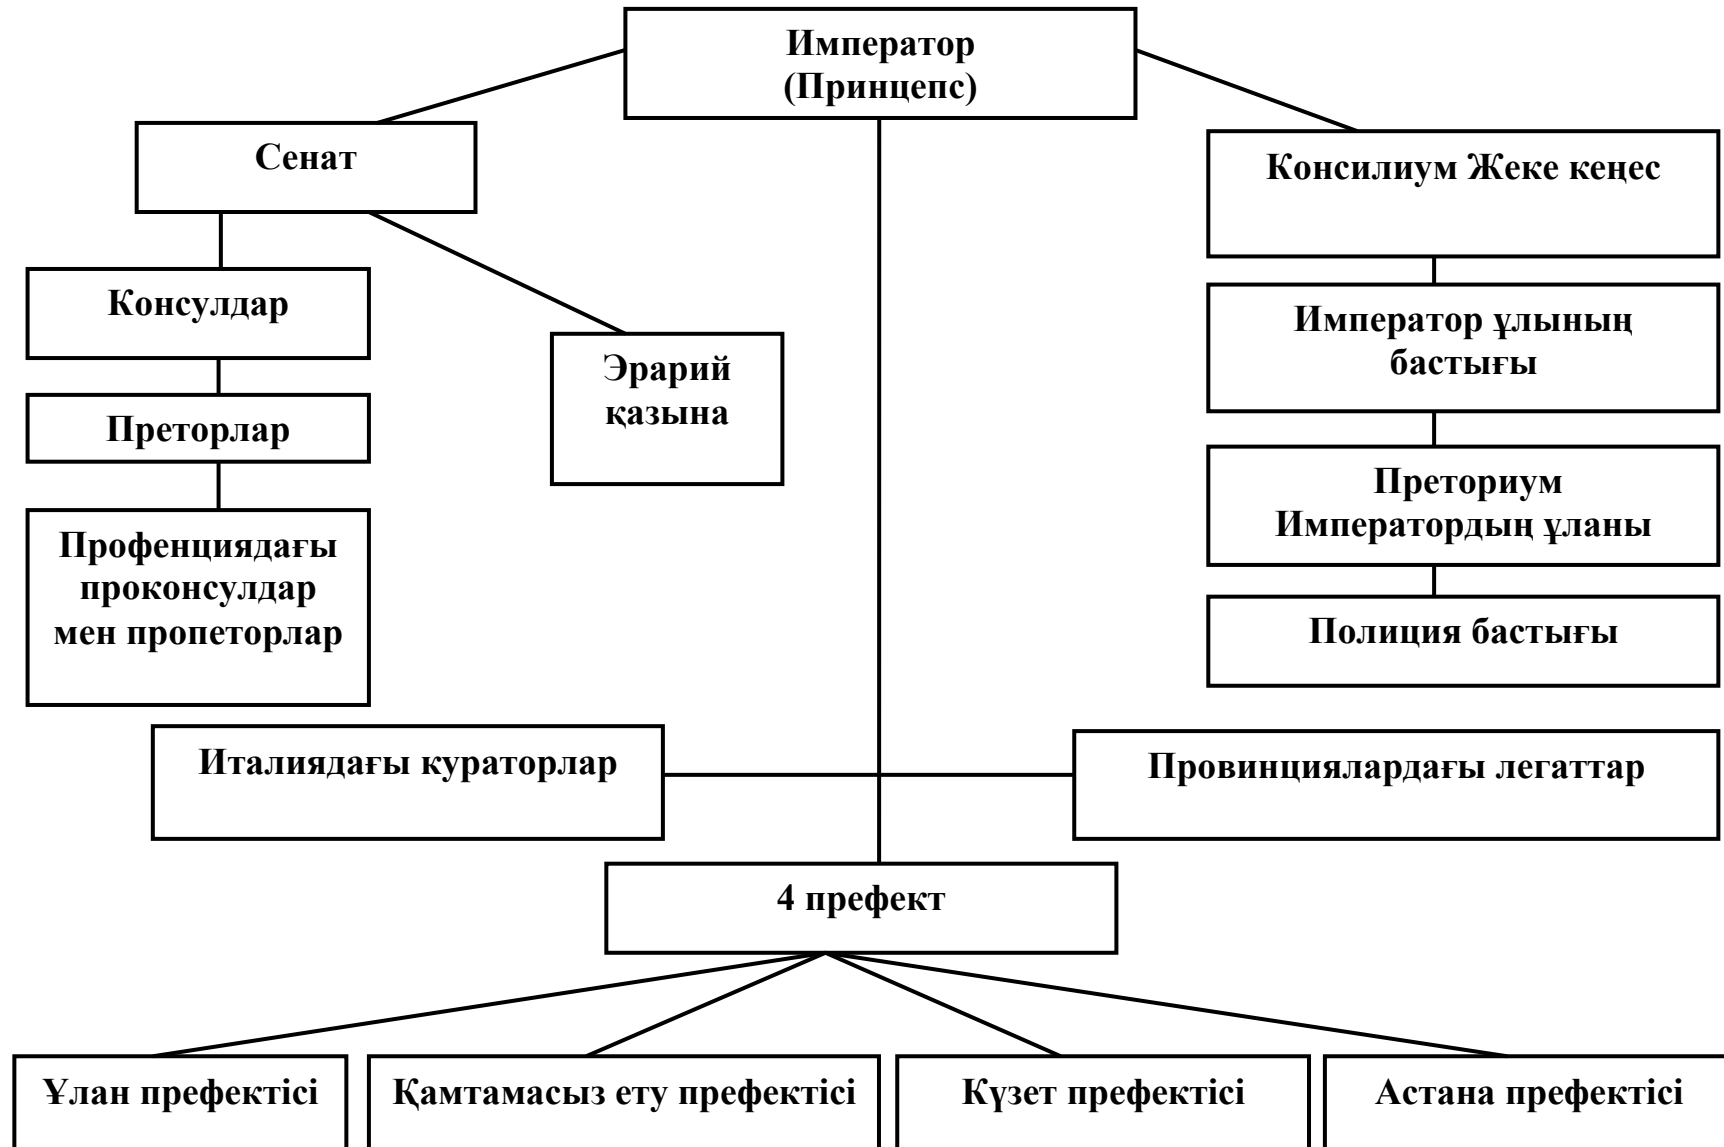 Император
(Принцепс)
Сенат
Консилиум Жеке кеңес
Консулдар
Император ұлының
бастығы
Эрарий
қазына
Преторлар
Преториум
Императордың ұланы
Профенциядағы
проконсулдар
мен пропеторлар
Полиция бастығы
Италиядағы кураторлар
Провинциялардағы легаттар
4 префект
Ұлан префектісі
Қамтамасыз ету префектісі
Күзет префектісі
Астана префектісі